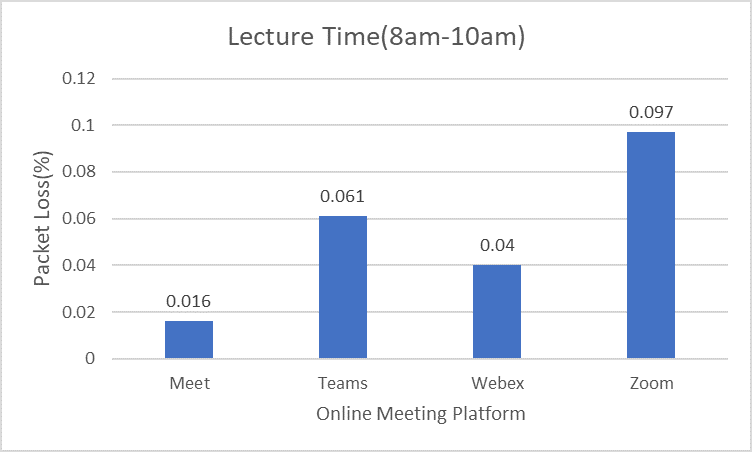 Lecture Time(8am-10am)
Packet Loss(%)
0.12
0.1
0.08
0.06
0.04
0.02
0
0.016
0.061
0.04
0.097
Meet
Teams
Webex
Zoom
Online Meeting Platform